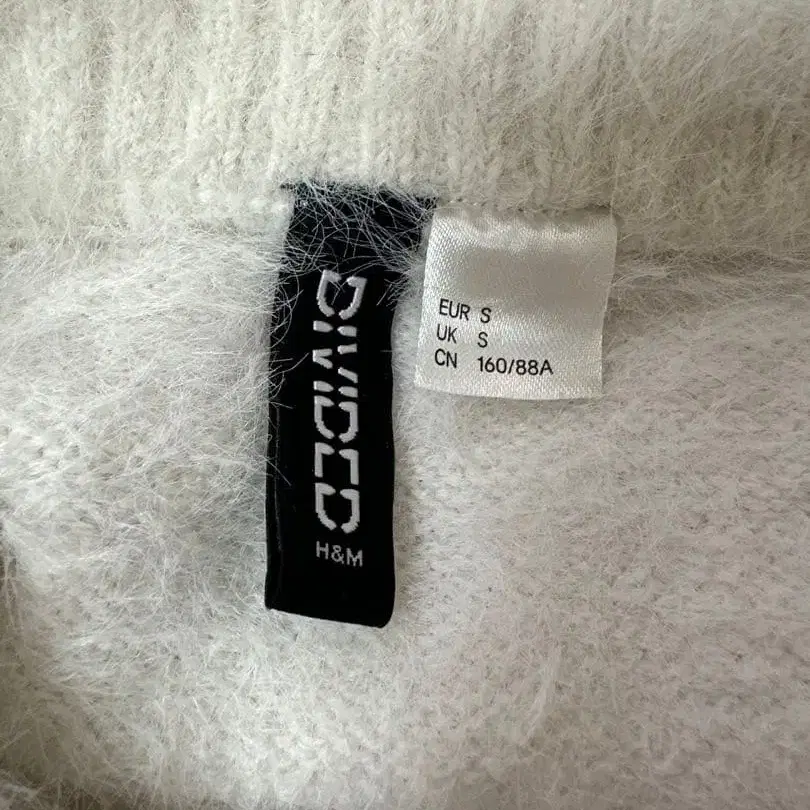 DIVIDED
H&M
EUR S
UK S
CN 160/88A